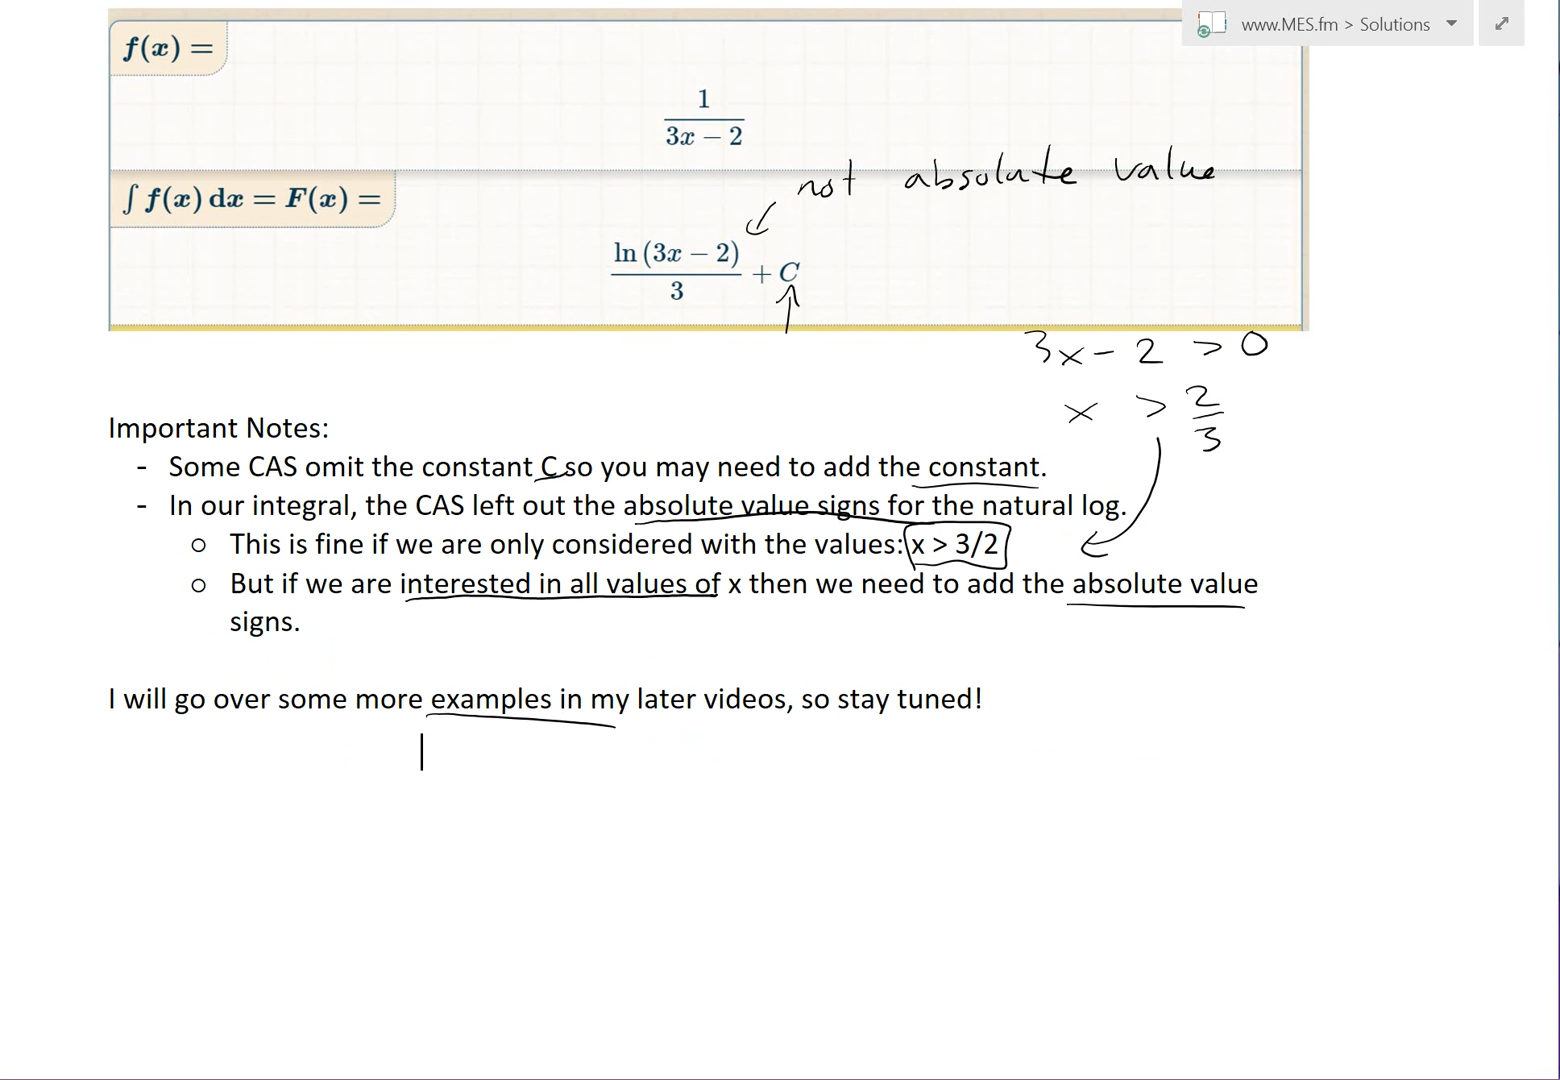 www.MES.fm > Solutions
f(x) =
1
3x − 2
not absolute value
∫ f(x) dx = F(x) =
ln (3x − 2)
3
+ C
3x - 2 > 0
x > 2/3
Important Notes:
- Some CAS omit the constant C so you may need to add the constant.
- In our integral, the CAS left out the absolute value signs for the natural log.
○ This is fine if we are only considered with the values: x > 3/2
○ But if we are interested in all values of x then we need to add the absolute value
signs.
I will go over some more examples in my later videos, so stay tuned!